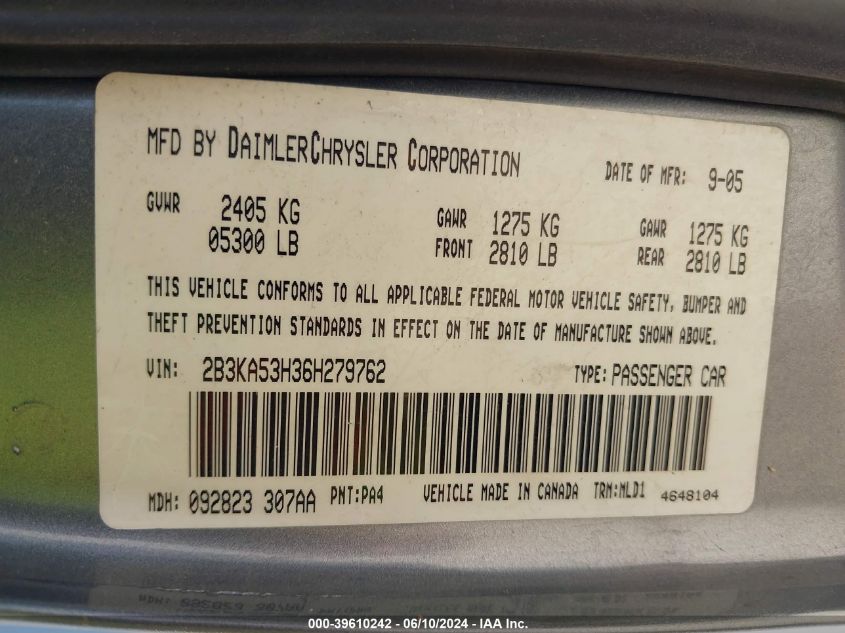 MFD BY DAIMLERCHRYSLER CORPORATION DATE OF MFR: 9-05
GVWR 2405 KG GAWR 1275 KG GAWR 1275 KG
05300 LB FRONT 2810 LB REAR 2810 LB
THIS VEHICLE CONFORMS TO ALL APPLICABLE FEDERAL MOTOR VEHICLE SAFETY, BUMPER AND
THEFT PREVENTION STANDARDS IN EFFECT ON THE DATE OF MANUFACTURE SHOWN ABOVE.
VIN: 2B3KA53H36H279762 TYPE: PASSENGER CAR
MDH: 092823 307AA PNT:PA4 VEHICLE MADE IN CANADA TRM:MLD1 4648104
000-39610242 - 06/10/2024 - IAA Inc.